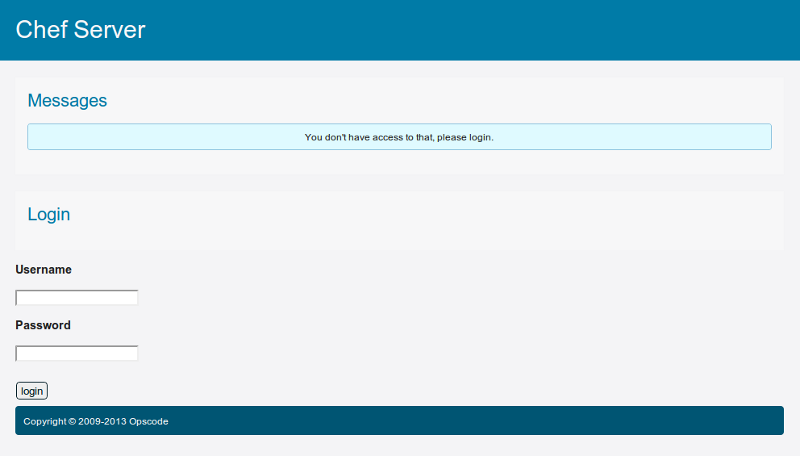 Chef Server
Messages
You don't have access to that, please login.
Login
Username
Password
login
Copyright © 2009-2013 Opscode